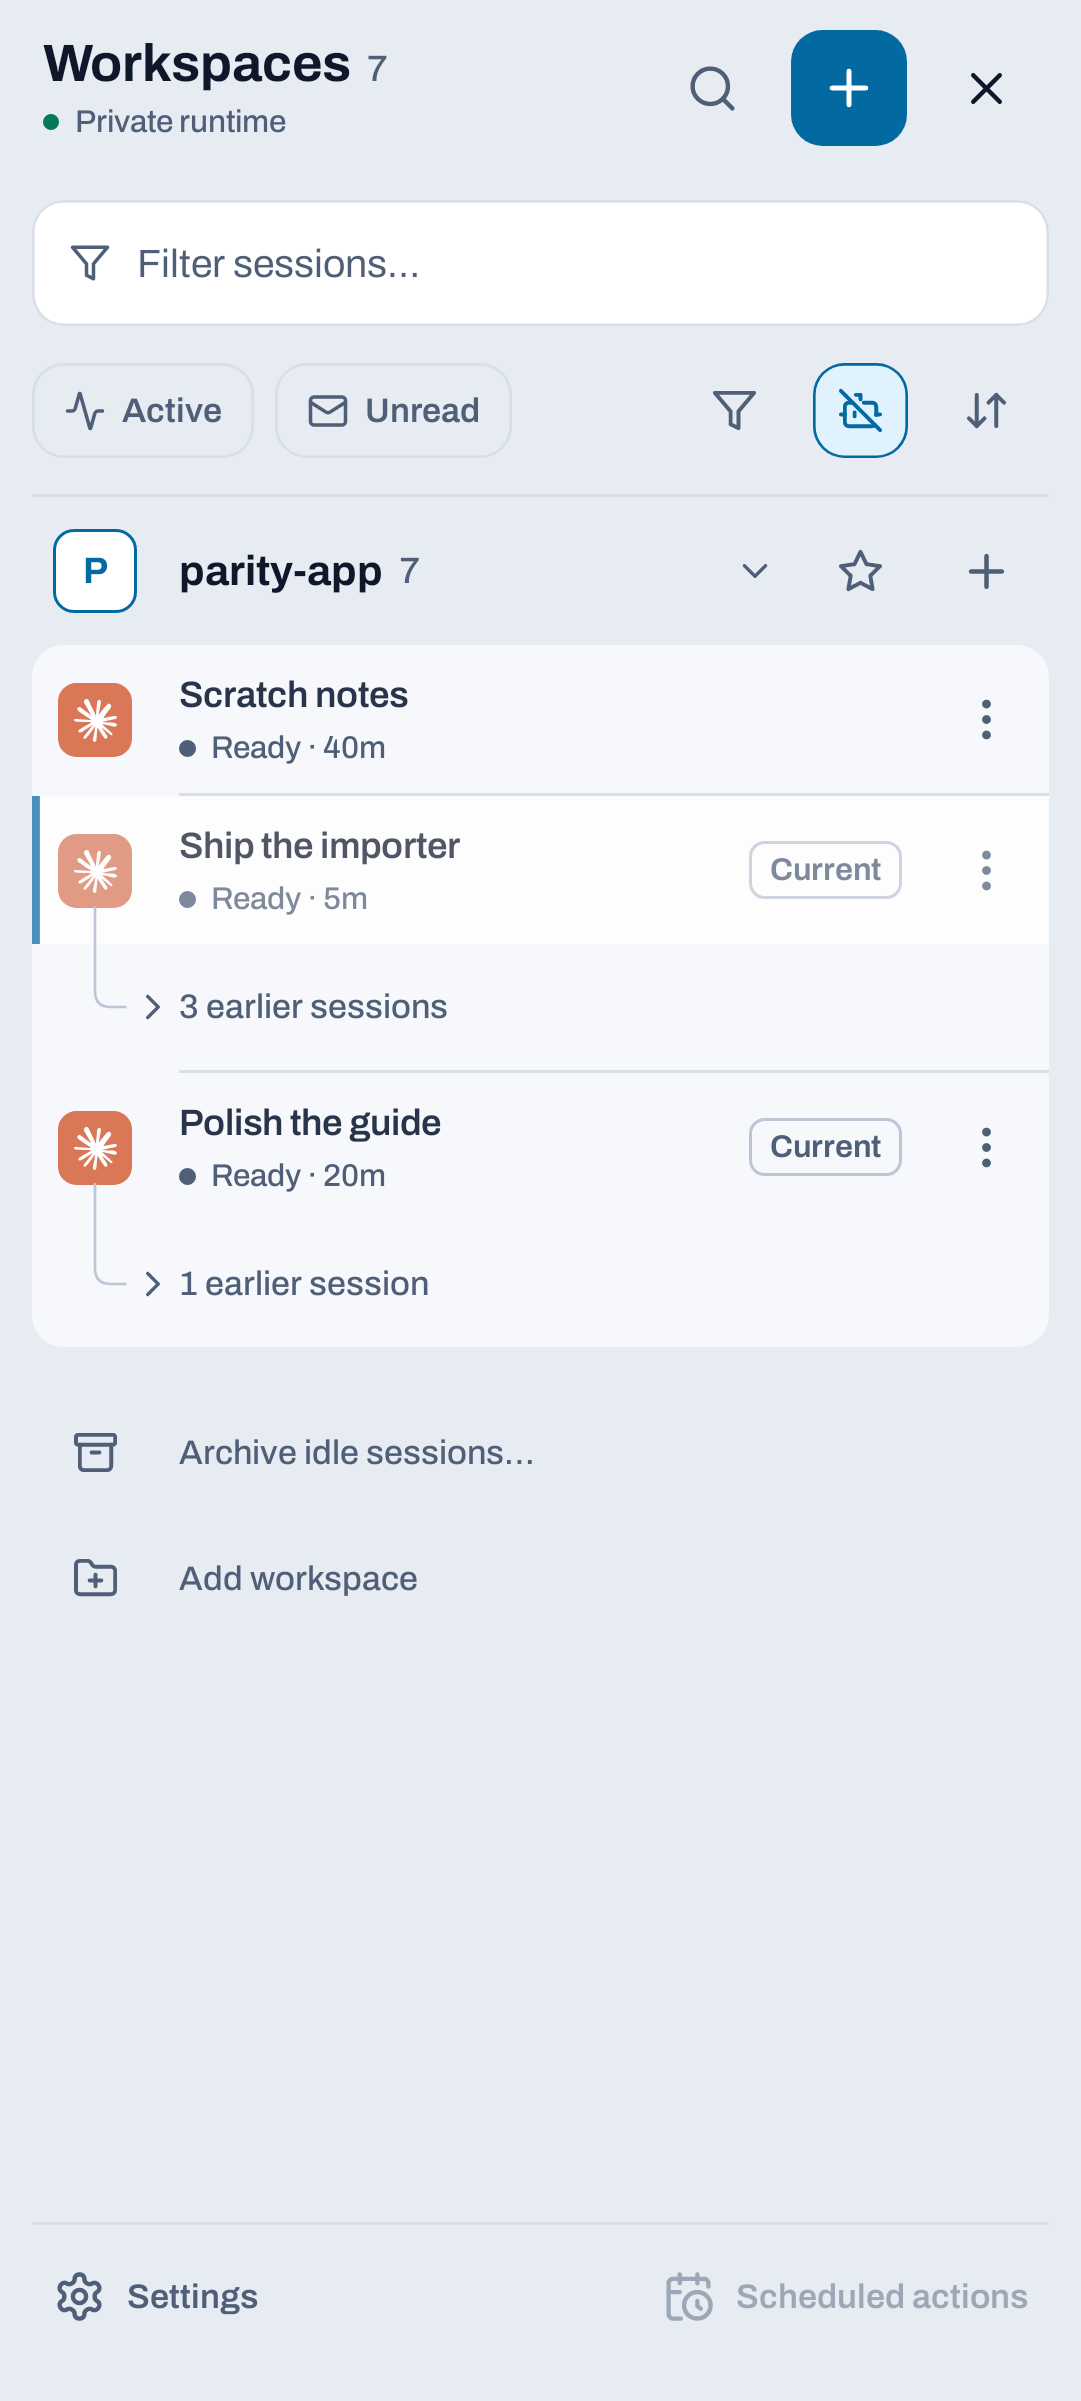 Workspaces 7
Private runtime
Filter sessions...
Active
Unread
P
parity-app 7
Scratch notes
Ready · 40m
Ship the importer
Ready · 5m
Current
3 earlier sessions
Polish the guide
Ready · 20m
Current
1 earlier session
Archive idle sessions...
Add workspace
Settings
Scheduled actions